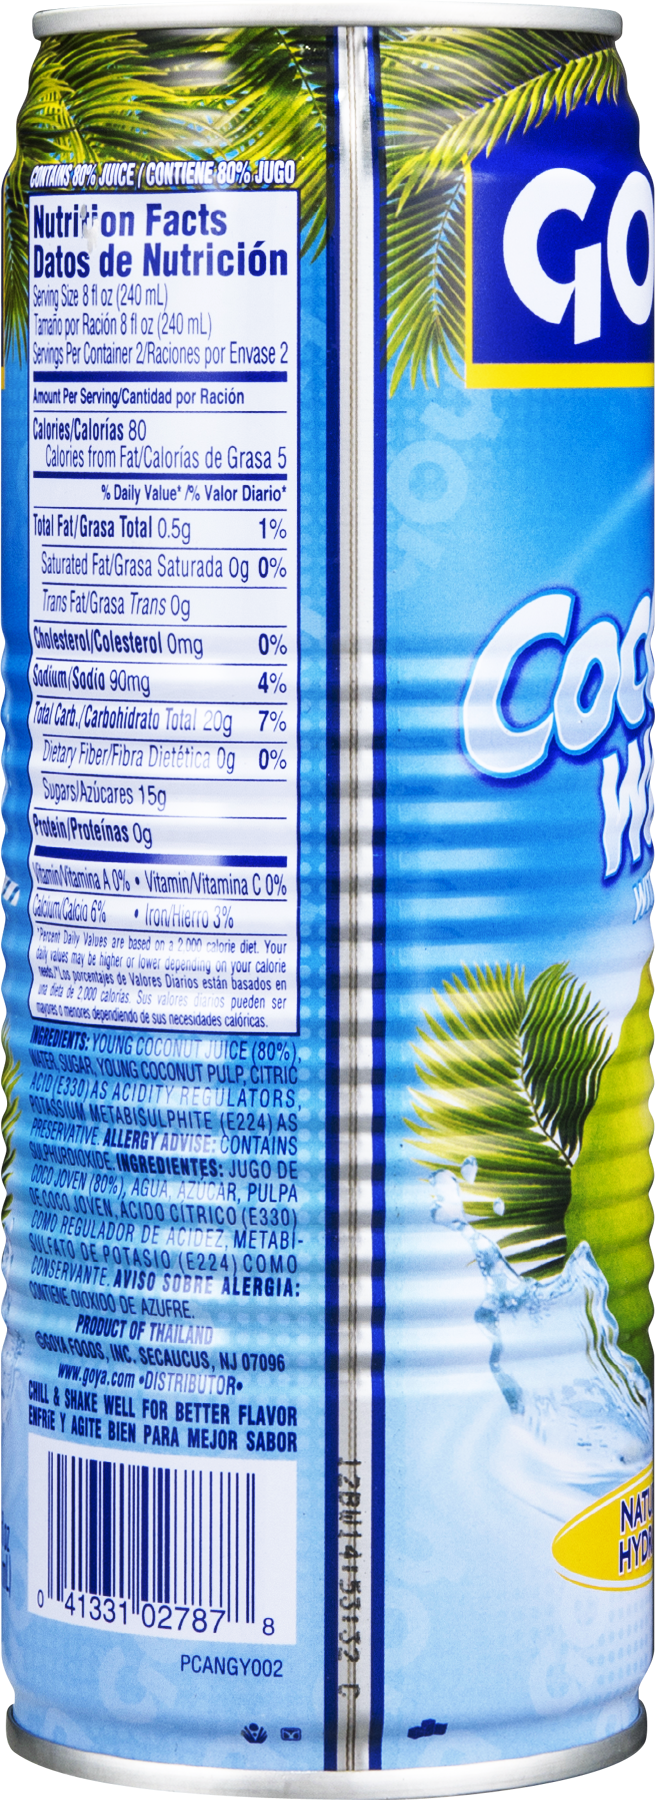 CONTAINS 80% JUICE / CONTIENE 80% JUGO
Nutrition Facts
Datos de Nutrición
Serving Size 8 fl oz (240 mL)
Tamaño por Ración 8 fl oz (240 mL)
Servings Per Container 2/Raciones por Envase 2
Amount Per Serving/Cantidad por Ración
Calories/Calorías 80
Calories from Fat/Calorías de Grasa 5
% Daily Value* /% Valor Diario*
Total Fat/Grasa Total 0.5g 1%
Saturated Fat/Grasa Saturada 0g 0%
Trans Fat/Grasa Trans 0g
Cholesterol/Colesterol 0mg 0%
Sodium/Sodio 90mg 4%
Total Carb./Carbohidrato Total 20g 7%
Dietary Fiber/Fibra Dietética 0g 0%
Sugars/Azúcares 15g
Protein/Proteínas 0g
Vitamin/Vitamina A 0% • Vitamin/Vitamina C 0%
Calcium/Calcio 6% • Iron/Hierro 3%
*Percent Daily Values are based on a 2,000 calorie diet. Your
daily values may be higher or lower depending on your calorie
needs./*Los porcentajes de Valores Diarios están basados en
una dieta de 2,000 calorías. Sus valores diarios pueden ser
mayores o menores dependiendo de sus necesidades calóricas.
INGREDIENTS: YOUNG COCONUT JUICE (80%),
WATER, SUGAR, YOUNG COCONUT PULP, CITRIC
ACID (E330) AS ACIDITY REGULATORS,
POTASSIUM METABISULPHITE (E224) AS
PRESERVATIVE. ALLERGY ADVISE: CONTAINS
SULPHURDIOXIDE. INGREDIENTES: JUGO DE
COCO JOVEN (80%), AGUA, AZÚCAR, PULPA
DE COCO JOVEN, ACIDO CÍTRICO (E330)
COMO REGULADOR DE ACIDEZ, METABI-
SULFATO DE POTASIO (E224) COMO
CONSERVANTE. AVISO SOBRE ALERGIA:
CONTIENE DIOXIDO DE AZUFRE.
PRODUCT OF THAILAND
©GOYA FOODS, INC. SECAUCUS, NJ 07096
www.goya.com •DISTRIBUTOR•
CHILL & SHAKE WELL FOR BETTER FLAVOR
ENFRíE Y AGITE BIEN PARA MEJOR SABOR
0 41331 02787 8
PCANGY002
GO
COC
W
NATU
HYD